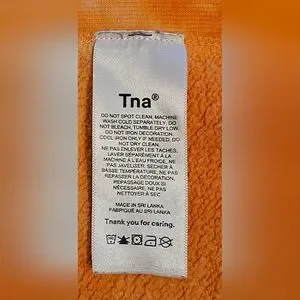 Tna®
DO NOT SPOT CLEAN, MACHINE
WASH COLD SEPARATELY. DO
NOT BLEACH, TUMBLE DRY LOW.
DO NOT IRON DECORATION.
COOL IRON ONLY IF NEEDED. DO
NOT DRY CLEAN.
NE PAS ENLEVER LES TACHES,
LAVER SÉPARÉMENT À LA
MACHINE À L'EAU FROIDE, NE
PAS JAVELLISER, SÉCHER À
BASSE TEMPÉRATURE, NE PAS
REPASSER LA DÉCORATION.
REPASSAGE DOUX SI
NÉCESSAIRE, NE PAS
NETTOYER À SEC
MADE IN SRI LANKA
FABRIQUÉ AU SRI LANKA
Thank you for caring.